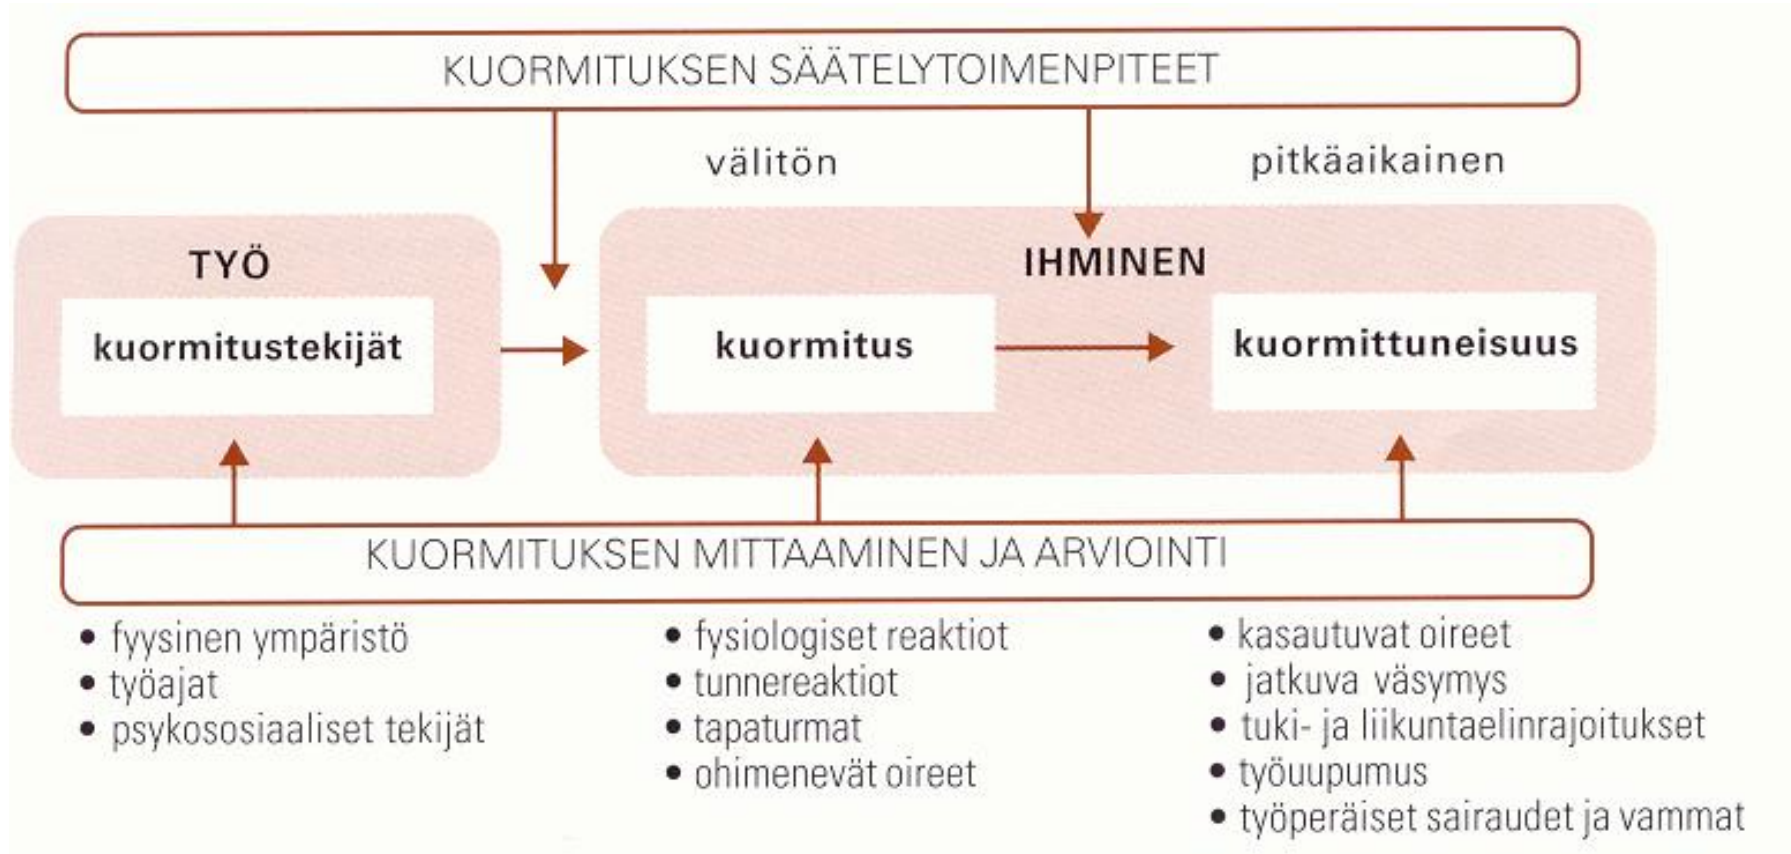 KUORMITUKSEN SÄÄTELYTOIMENPITEET
välitön
pitkäaikainen
TYÖ
kuormitustekijät
IHMINEN
kuormitus
kuormittuneisuus
KUORMITUKSEN MITTAAMINEN JA ARVIOINTI
• fyysinen ympäristö
• työajat
• psykososiaaliset tekijät
• fysiologiset reaktiot
• tunnereaktiot
• tapaturmat
• ohimenevät oireet
• kasautuvat oireet
• jatkuva väsymys
• tuki- ja liikuntaelinrajoitukset
• työuupumus
• työperäiset sairaudet ja vammat